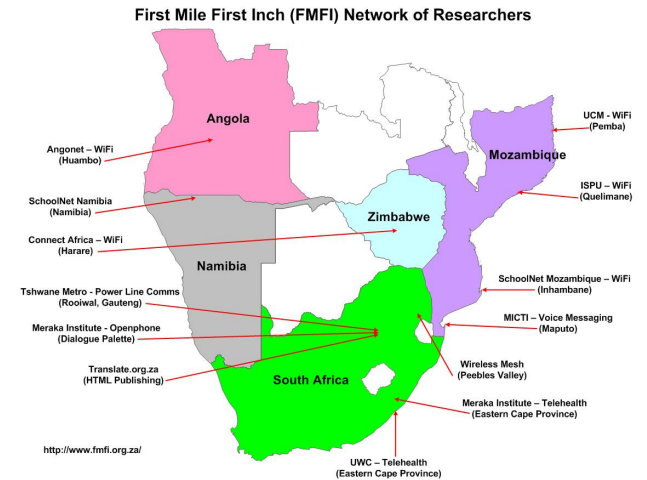 First Mile First Inch (FMFI) Network of Researchers
Angola
UCM - WiFi
(Pemba)
Angonet – WiFi
(Huambo)
Mozambique
ISPU – WiFi
(Quelimane)
SchoolNet Namibia
(Namibia)
Zimbabwe
Connect Africa – WiFi
(Harare)
Namibia
SchoolNet Mozambique – WiFi
(Inhambane)
Tshwane Metro - Power Line Comms
(Rooiwal, Gauteng)
MICTI – Voice Messaging
(Maputo)
Meraka Institute - Openphone
(Dialogue Palette)
Translate.org.za
(HTML Publishing)
Wireless Mesh
(Peebles Valley)
South Africa
Meraka Institute – Telehealth
(Eastern Cape Province)
http://www.fmfi.org.za/
UWC – Telehealth
(Eastern Cape Province)